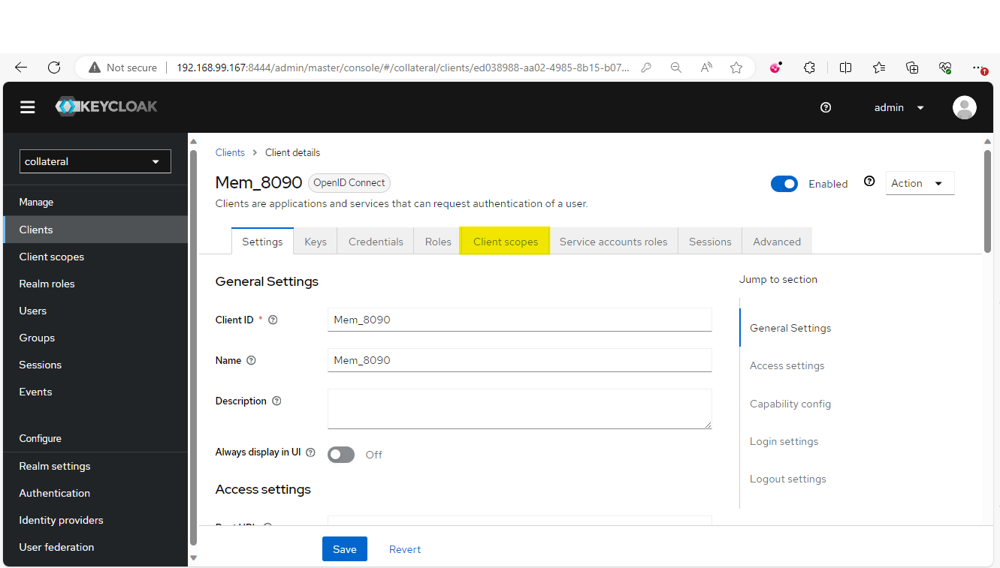 Not secure
192.168.99.167:8444/admin/master/console/#/collateral/clients/ed038988-aa02-4985-8b15-b07...
KEYCLOAK
admin
collateral
Manage
Clients
Client scopes
Realm roles
Users
Groups
Sessions
Events
Configure
Realm settings
Authentication
Identity providers
User federation
Clients > Client details
Mem_8090 OpenID Connect
Enabled
Action
Clients are applications and services that can request authentication of a user.
Settings Keys Credentials Roles Client scopes Service accounts roles Sessions Advanced
General Settings
Client ID *
Mem_8090
Name
Mem_8090
Description
Always display in UI
Off
Access settings
Save
Revert
Jump to section
General Settings
Access settings
Capability config
Login settings
Logout settings